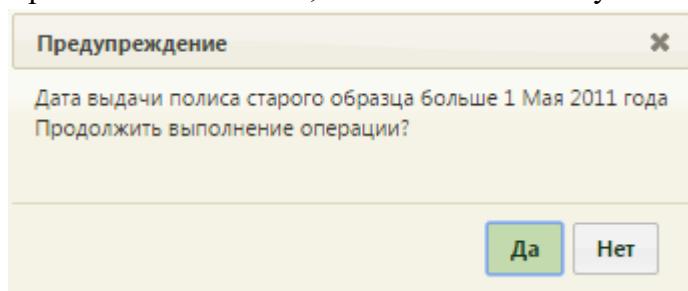 Предупреждение
Дата выдачи полиса старого образца больше 1 Мая 2011 года
Продолжить выполнение операции?
Да Нет